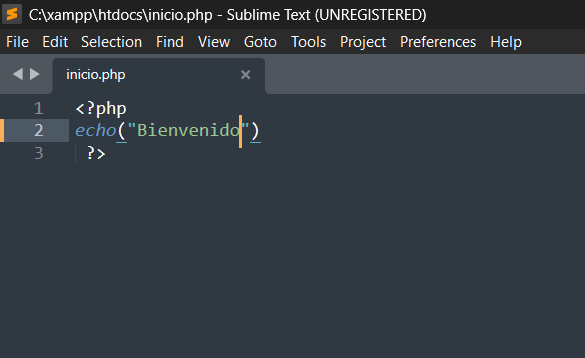 C:\xampp\htdocs\inicio.php - Sublime Text (UNREGISTERED)
File Edit Selection Find View Goto Tools Project Preferences Help
inicio.php
1 <?php
2 echo("Bienvenido")
3 ?>